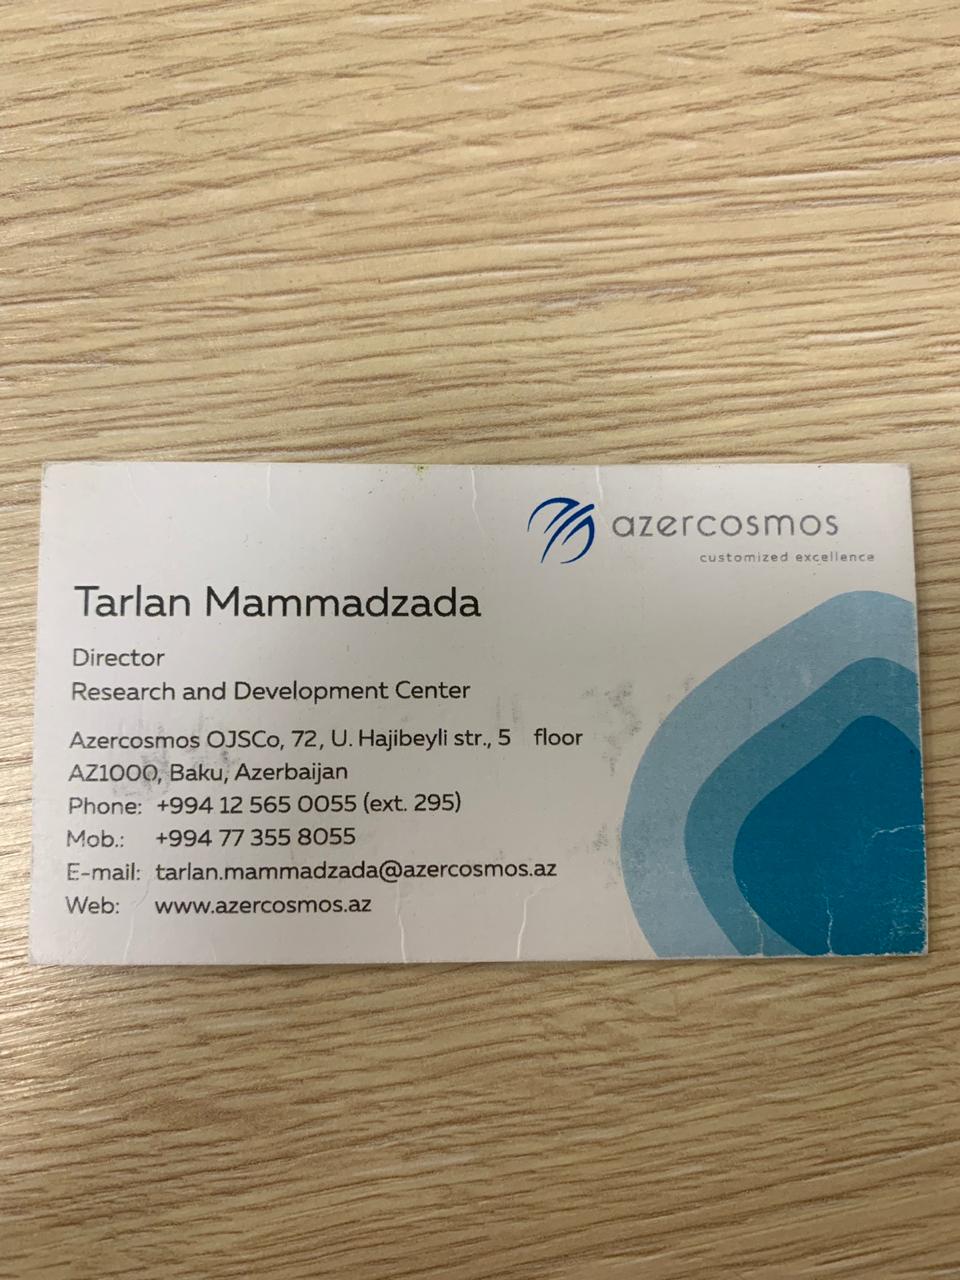 azercosmos
customized excellence
Tarlan Mammadzada
Director
Research and Development Center
Azercosmos OJSCo, 72, U. Hajibeyli str., 5 floor
AZ1000, Baku, Azerbaijan
Phone: +994 12 565 0055 (ext. 295)
Mob.: +994 77 355 8055
E-mail: tarlan.mammadzada@azercosmos.az
Web: www.azercosmos.az